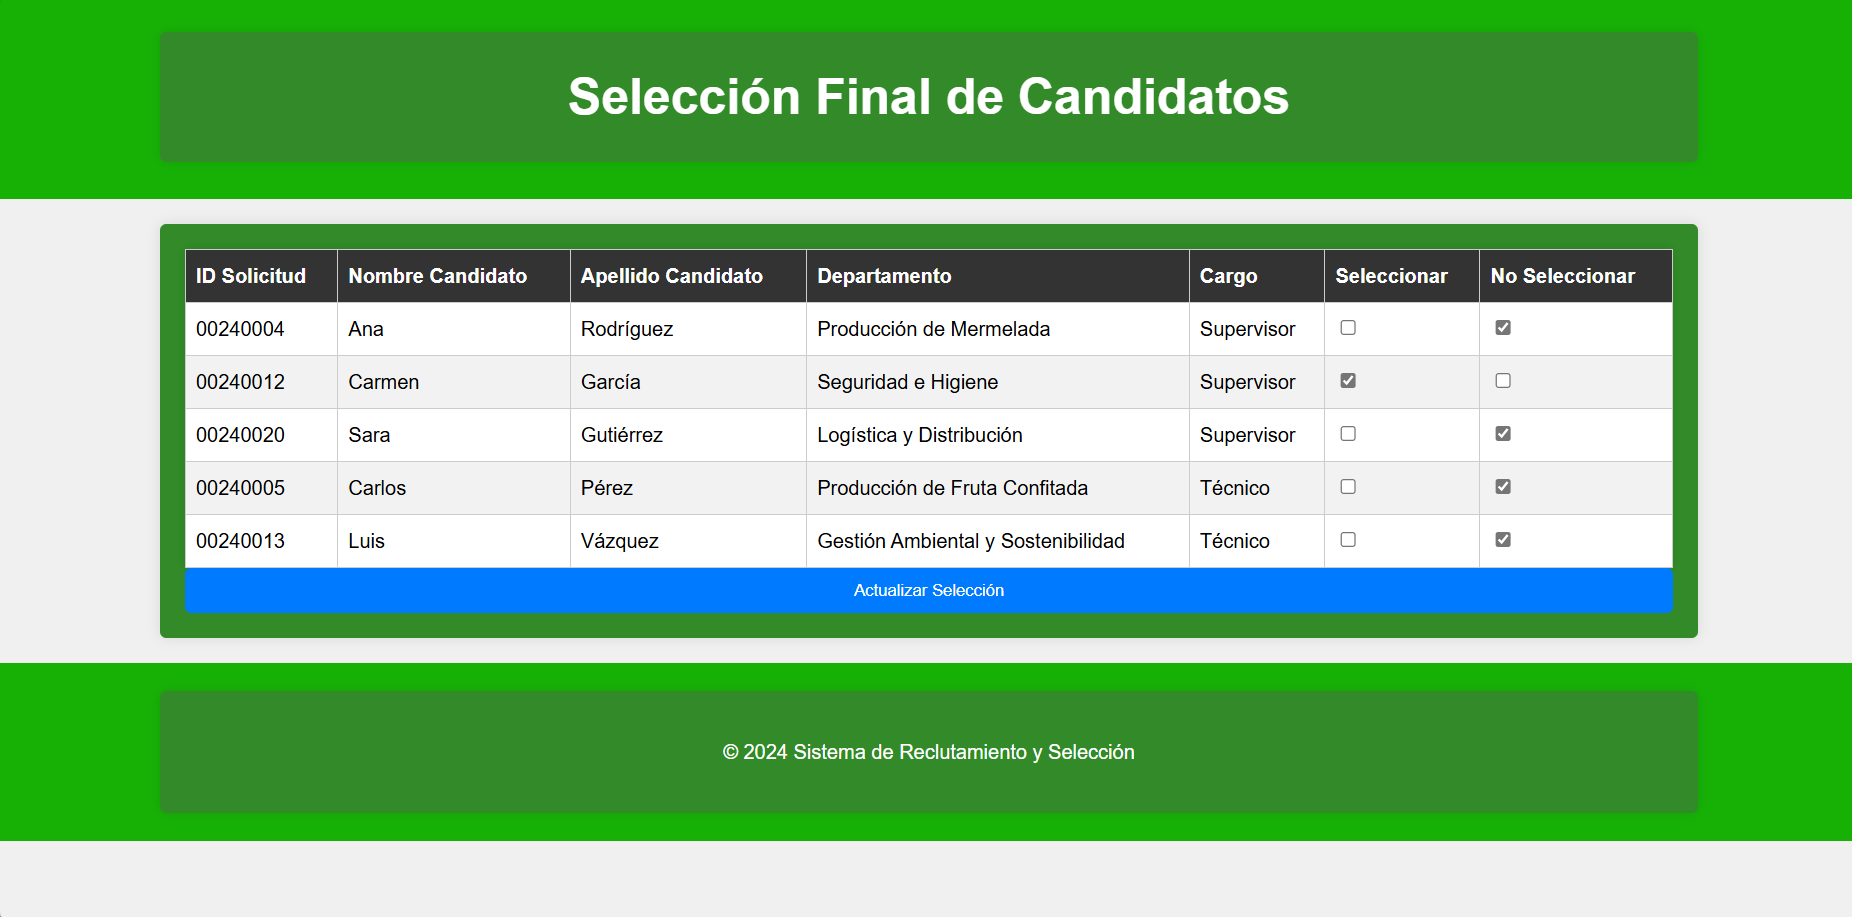 Selección Final de Candidatos
ID Solicitud Nombre Candidato Apellido Candidato Departamento Cargo Seleccionar No Seleccionar
00240004 Ana Rodríguez Producción de Mermelada Supervisor
00240012 Carmen García Seguridad e Higiene Supervisor
00240020 Sara Gutiérrez Logística y Distribución Supervisor
00240005 Carlos Pérez Producción de Fruta Confitada Técnico
00240013 Luis Vázquez Gestión Ambiental y Sostenibilidad Técnico
Actualizar Selección
© 2024 Sistema de Reclutamiento y Selección